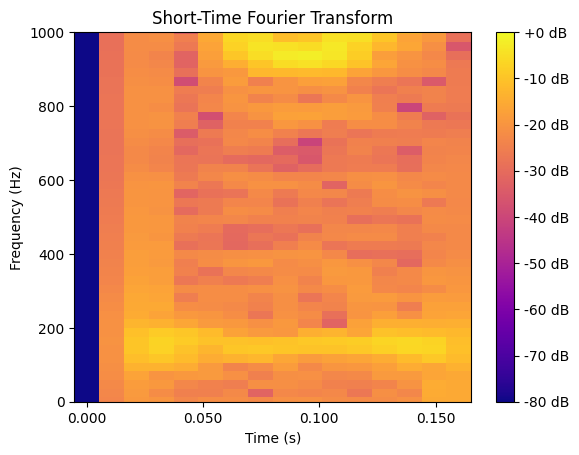 Short-Time Fourier Transform
Frequency (Hz)
1000
800
600
400
200
0
0.000
0.050
0.100
0.150
Time (s)
+0 dB
-10 dB
-20 dB
-30 dB
-40 dB
-50 dB
-60 dB
-70 dB
-80 dB